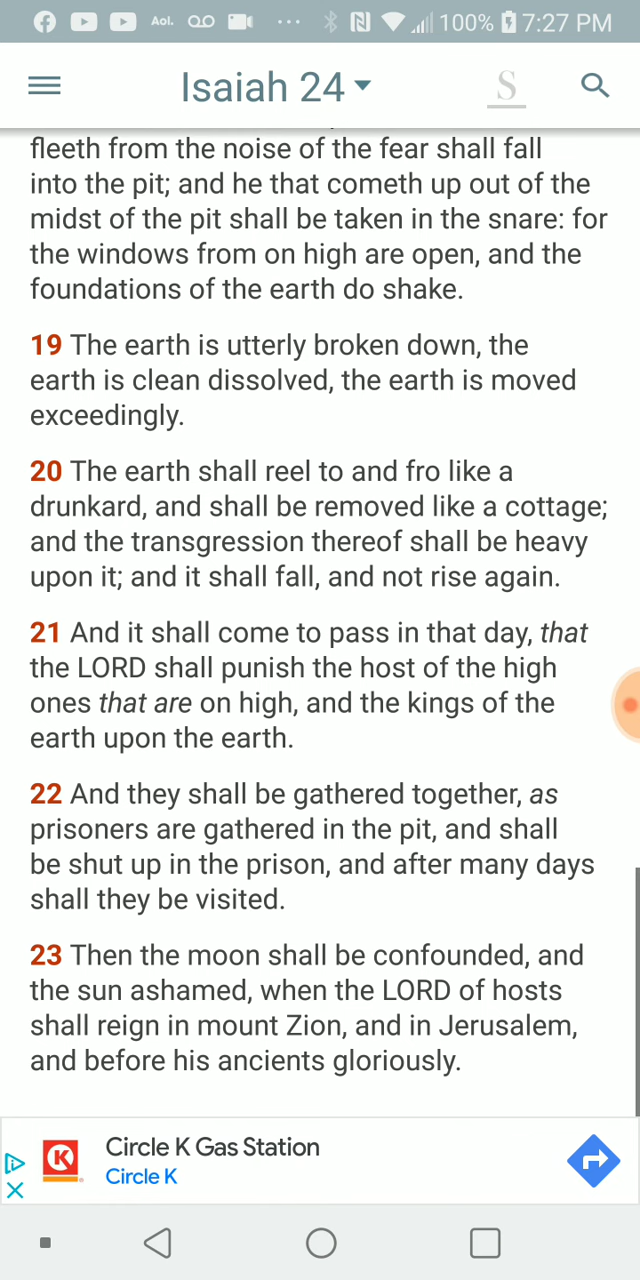 Aol. 100% 7:27 PM
Isaiah 24 S
fleeth from the noise of the fear shall fall
into the pit; and he that cometh up out of the
midst of the pit shall be taken in the snare: for
the windows from on high are open, and the
foundations of the earth do shake.
19 The earth is utterly broken down, the
earth is clean dissolved, the earth is moved
exceedingly.
20 The earth shall reel to and fro like a
drunkard, and shall be removed like a cottage;
and the transgression thereof shall be heavy
upon it; and it shall fall, and not rise again.
21 And it shall come to pass in that day, that
the LORD shall punish the host of the high
ones that are on high, and the kings of the
earth upon the earth.
22 And they shall be gathered together, as
prisoners are gathered in the pit, and shall
be shut up in the prison, and after many days
shall they be visited.
23 Then the moon shall be confounded, and
the sun ashamed, when the LORD of hosts
shall reign in mount Zion, and in Jerusalem,
and before his ancients gloriously.
K Circle K Gas Station
Circle K